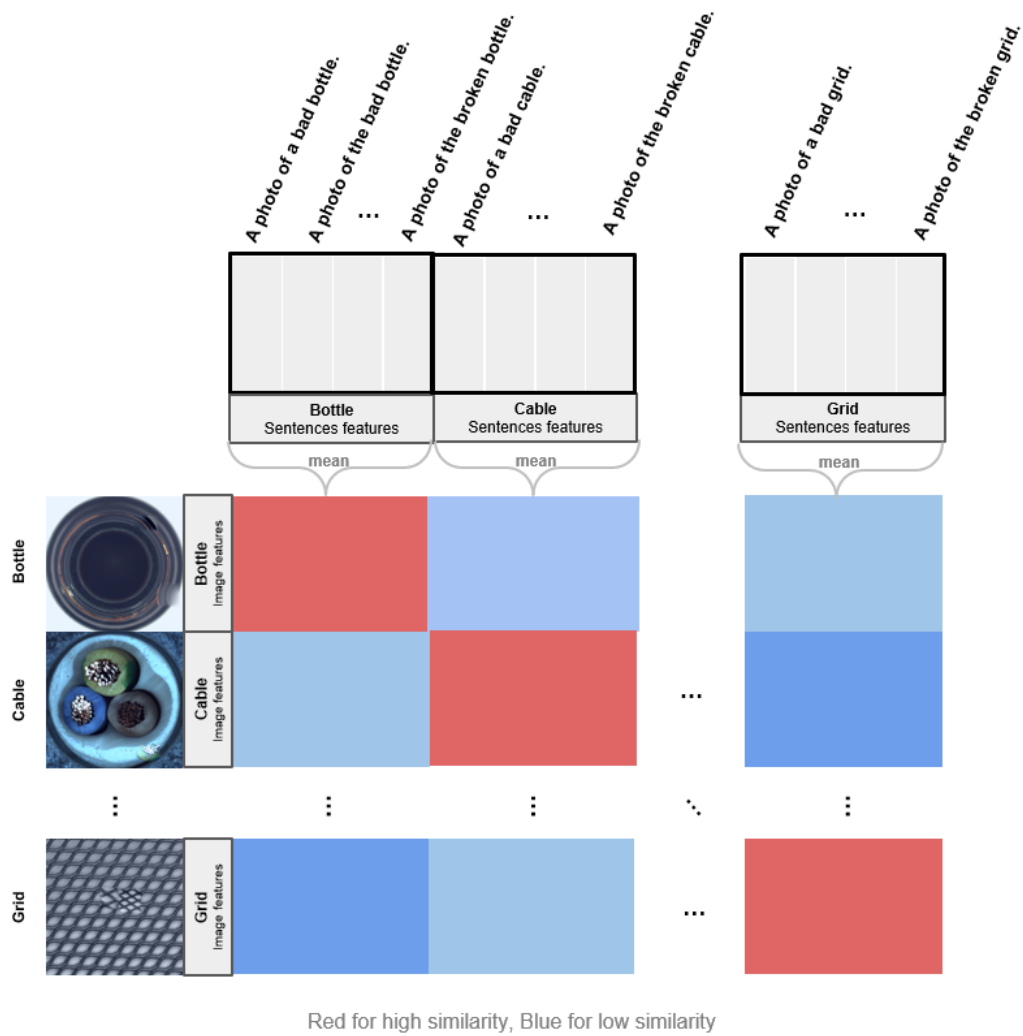 A photo of a bad bottle.
A photo of the bad bottle.
...
A photo of the broken bottle.
A photo of a bad cable.
...
A photo of the broken cable.
A photo of a bad grid.
...
A photo of the broken grid.
Bottle
Sentences features
Cable
Sentences features
Grid
Sentences features
mean
mean
mean
Bottle
Bottle
Image features
Cable
Cable
Image features
...
Grid
Grid
Image features
...
Red for high similarity, Blue for low similarity